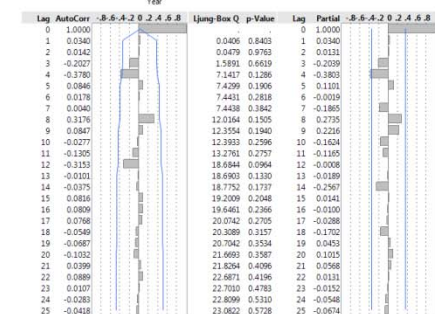 Year
Lag AutoCorr -.8-.6-.4-.2 0 .2 .4 .6 .8 Ljung-Box Q p-Value Lag Partial -.8-.6-.4-.2 0 .2 .4 .6 .8
0 1.0000 . . 0 1.0000
1 0.0340 0.0406 0.8403 1 0.0340
2 0.0142 0.0479 0.9763 2 0.0131
3 -0.2027 1.5891 0.6619 3 -0.2039
4 -0.3780 7.1417 0.1286 4 -0.3803
5 0.0846 7.4299 0.1906 5 0.1101
6 0.0178 7.4431 0.2818 6 -0.0019
7 0.0040 7.4438 0.3842 7 -0.1865
8 0.3176 12.0164 0.1505 8 0.2735
9 0.0847 12.3554 0.1940 9 0.2216
10 -0.0277 12.3933 0.2596 10 -0.1624
11 -0.1305 13.2761 0.2757 11 -0.1165
12 -0.3153 18.6844 0.0964 12 -0.0008
13 -0.0101 18.6903 0.1330 13 -0.0189
14 -0.0375 18.7752 0.1737 14 -0.2567
15 0.0816 19.2009 0.2048 15 0.0141
16 0.0809 19.6461 0.2366 16 -0.0100
17 0.0768 20.0742 0.2705 17 -0.0288
18 -0.0549 20.3089 0.3157 18 -0.1702
19 -0.0687 20.7042 0.3534 19 0.0453
20 -0.1032 21.6693 0.3587 20 0.1015
21 0.0399 21.8264 0.4096 21 0.0568
22 0.0889 22.6871 0.4196 22 0.0131
23 0.0107 22.7010 0.4783 23 -0.0152
24 -0.0283 22.8099 0.5310 24 -0.0548
25 -0.0418 23.0822 0.5728 25 -0.0674